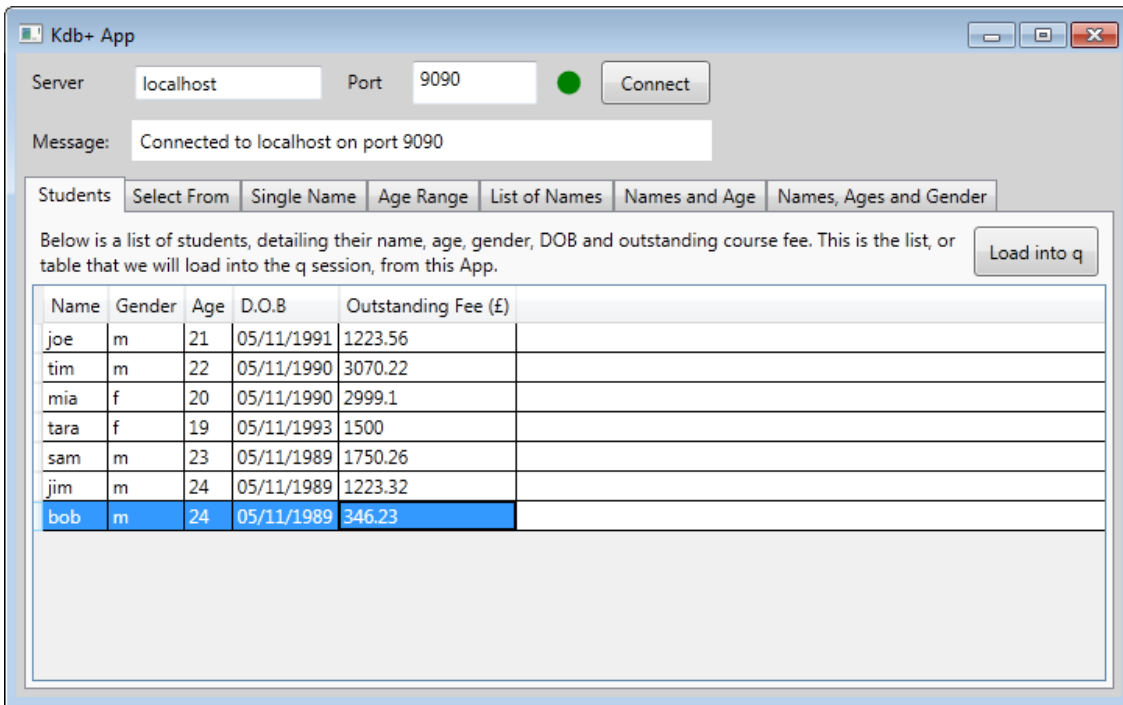 Kdb+ App
Server localhost Port 9090 Connect
Message: Connected to localhost on port 9090
Students Select From Single Name Age Range List of Names Names and Age Names, Ages and Gender
Below is a list of students, detailing their name, age, gender, DOB and outstanding course fee. This is the list, or
table that we will load into the q session, from this App.
Load into q
Name Gender Age D.O.B Outstanding Fee (£)
joe m 21 05/11/1991 1223.56
tim m 22 05/11/1990 3070.22
mia f 20 05/11/1990 2999.1
tara f 19 05/11/1993 1500
sam m 23 05/11/1989 1750.26
jim m 24 05/11/1989 1223.32
bob m 24 05/11/1989 346.23